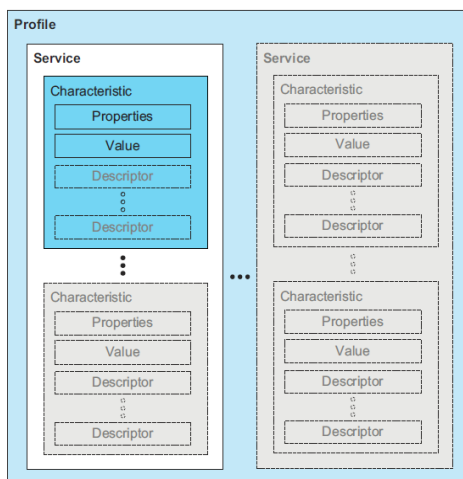 Profile
Service
Characteristic
Properties
Value
Descriptor
Descriptor
Characteristic
Properties
Value
Descriptor
Descriptor
Service
Characteristic
Properties
Value
Descriptor
Descriptor
Characteristic
Properties
Value
Descriptor
Descriptor